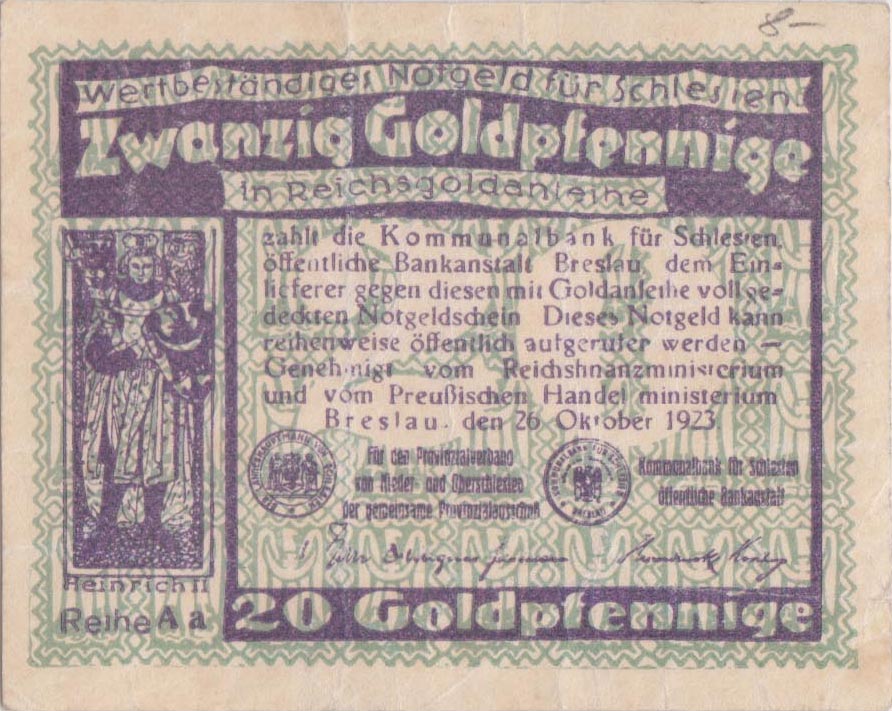 8-
Wertbeständiges Notgeld für Schlesien.
Zwanzig Goldpfennige
in Reichsgoldanleihe
zahlt die Kommunalbank für Schlesien,
öffentliche Bankanstalt Breslau, dem Ein-
lieferer gegen diesen mit Goldanleihe vollge-
deckten Notgeldschein Dieses Notgeld kann
reihenweise öffentlich aufgerufen werden —
Genehmigt vom Reichsfinanzministerium
und vom Preußischen Handelsministerium
Breslau, den 26 Oktober 1923
Für den Provinzialverband
von Nieder- und Oberschlesien
der gemeinsame Provinzialausschuß
Kommunalbank für Schlesien
öffentliche Bankanstalt
Heinrich II
Reihe Aa
20 Goldpfennige